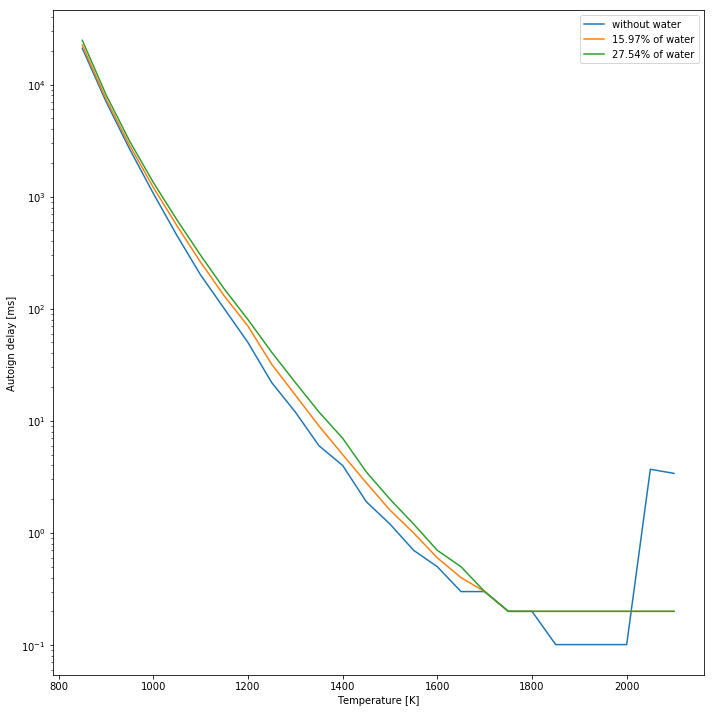 without water
15.97% of water
27.54% of water
10⁴
10³
10²
10¹
10⁰
10⁻¹
Autoign delay [ms]
800 1000 1200 1400 1600 1800 2000
Temperature [K]